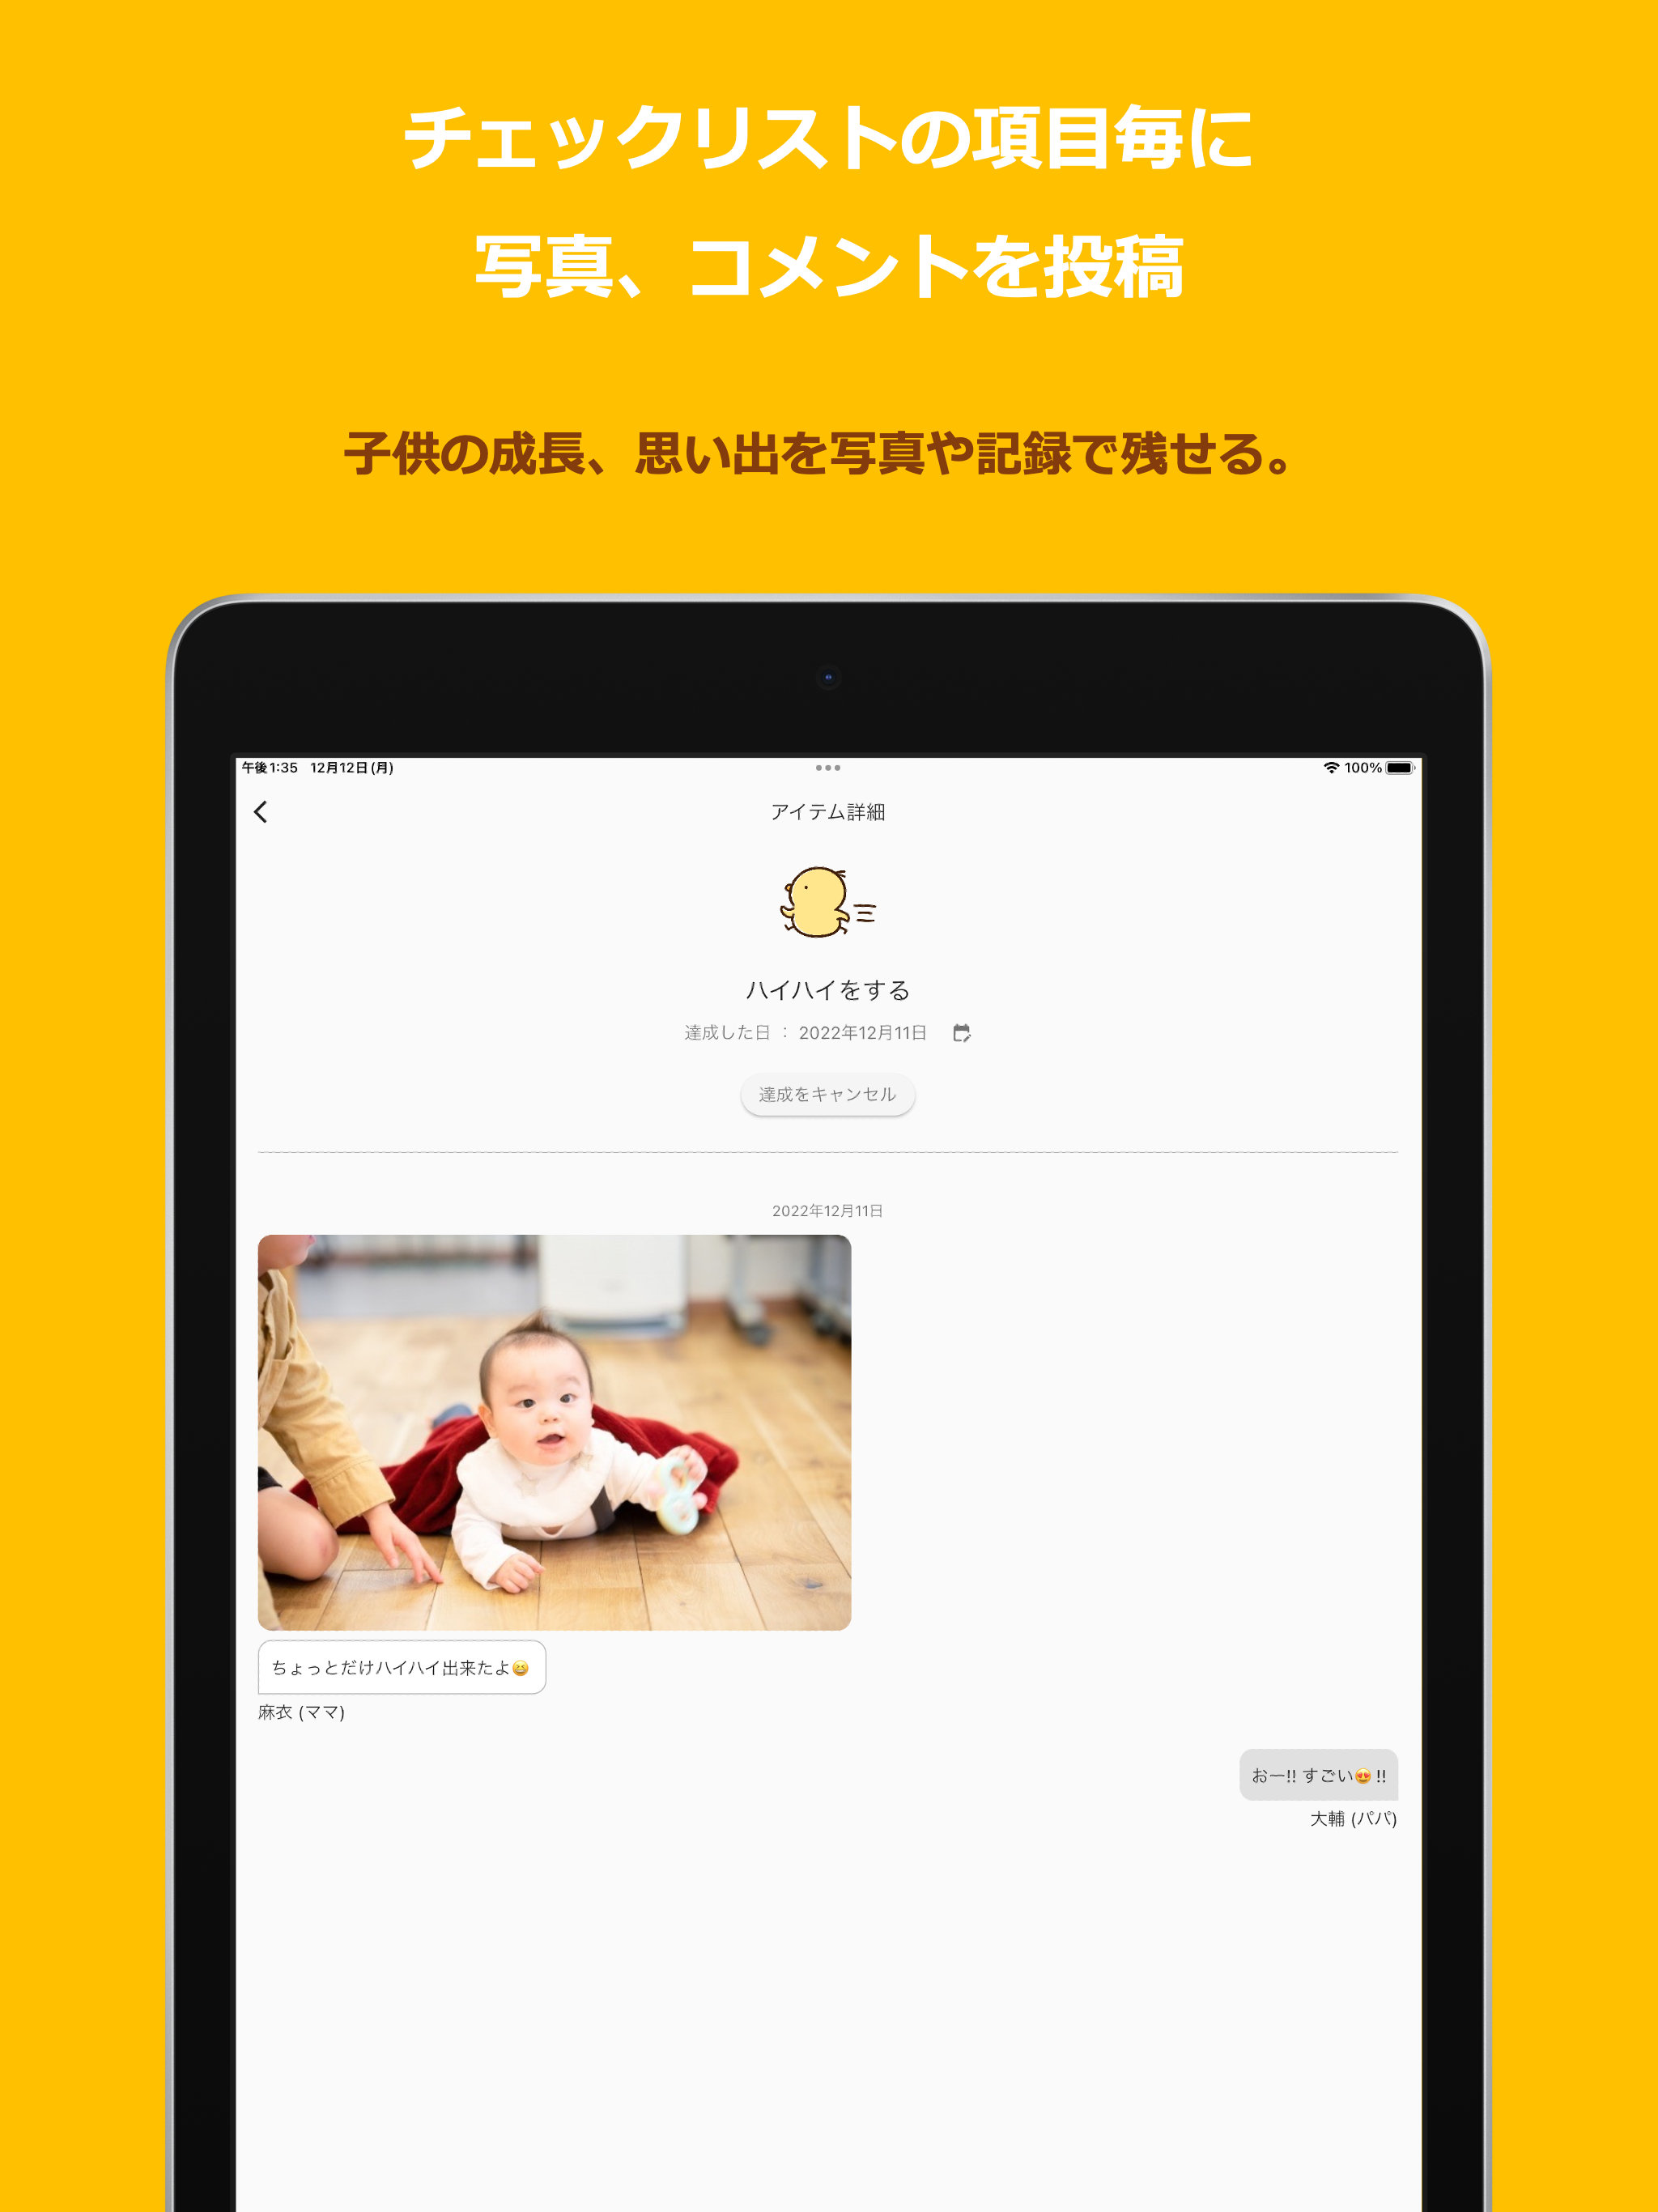 チェックリストの項目毎に
写真、コメントを投稿
子供の成長、思い出を写真や記録で残せる。
午後1:35 12月12日(月)
100%
アイテム詳細
ハイハイをする
達成した日 : 2022年12月11日
達成をキャンセル
2022年12月11日
ちょっとだけハイハイ出来たよ😆
麻衣 (ママ)
おー!! すごい😍!!
大輔 (パパ)